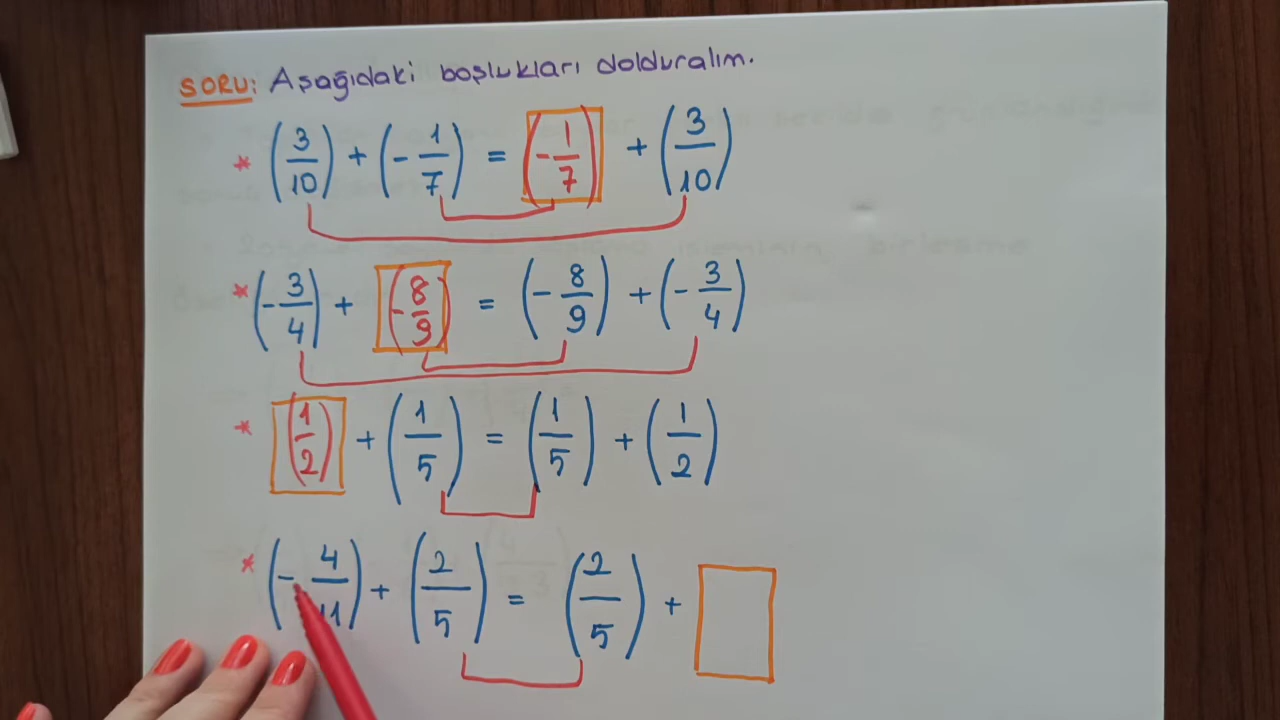 SORU: Aşağıdaki boşlukları dolduralım.
* (3/10) + (-1/7) = (-1/7) + (3/10)
* (-3/4) + (-8/9) = (-8/9) + (-3/4)
* (1/2) + (1/5) = (1/5) + (1/2)
* (-4/11) + (2/5) = (2/5) +